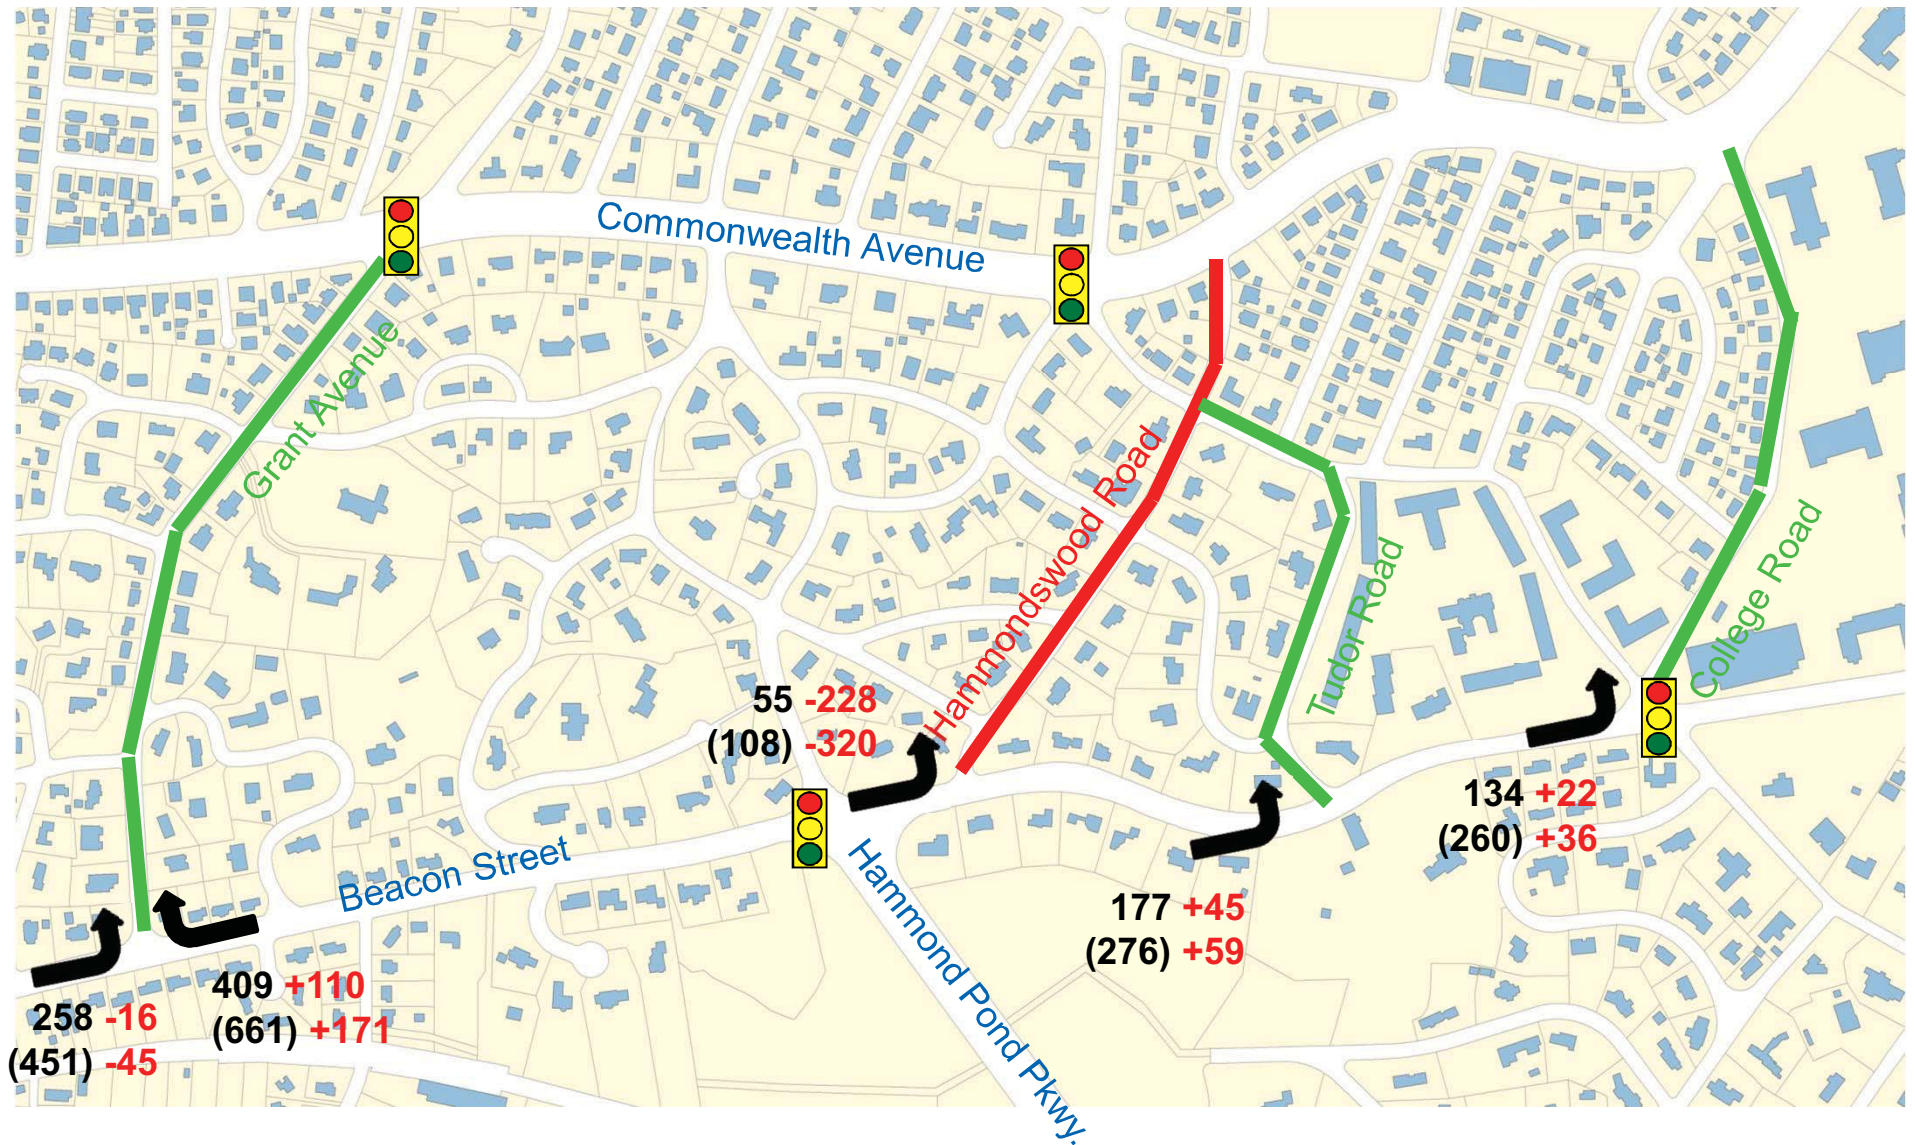 Commonwealth Avenue
Grant Avenue
Hammondswood Road
Tudor Road
College Road
55 -228
(108) -320
134 +22
(260) +36
Beacon Street
Hammond Pond Pkwy.
177 +45
(276) +59
409 +110
(661) +171
258 -16
(451) -45